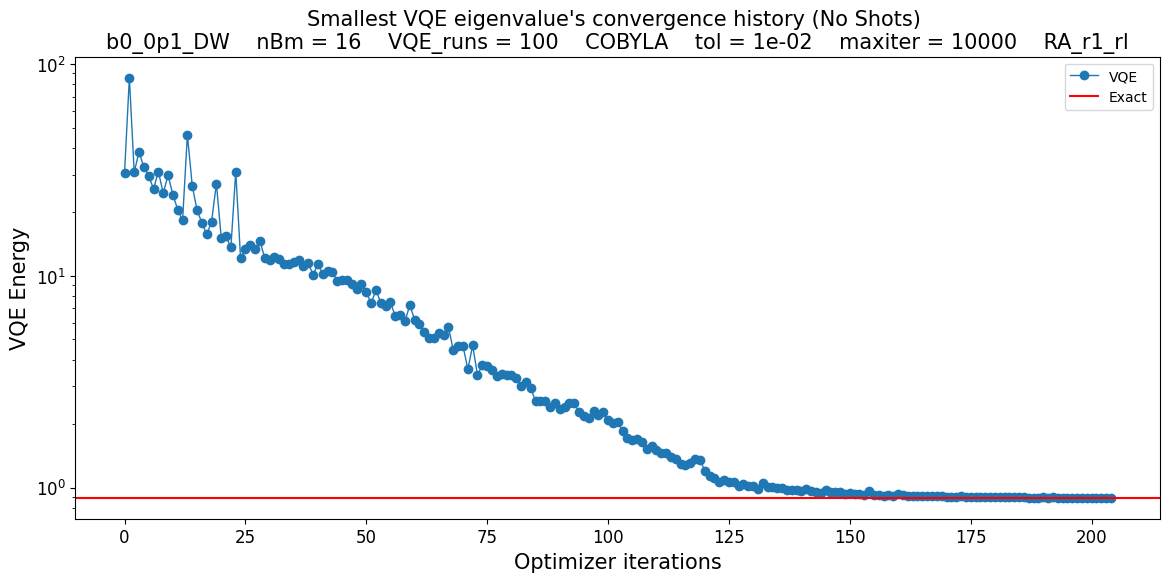 Smallest VQE eigenvalue's convergence history (No Shots)
b0_0p1_DW nBm = 16 VQE_runs = 100 COBYLA tol = 1e-02 maxiter = 10000 RA_r1_rl
VQE
Exact
10²
10¹
10⁰
VQE Energy
0 25 50 75 100 125 150 175 200
Optimizer iterations